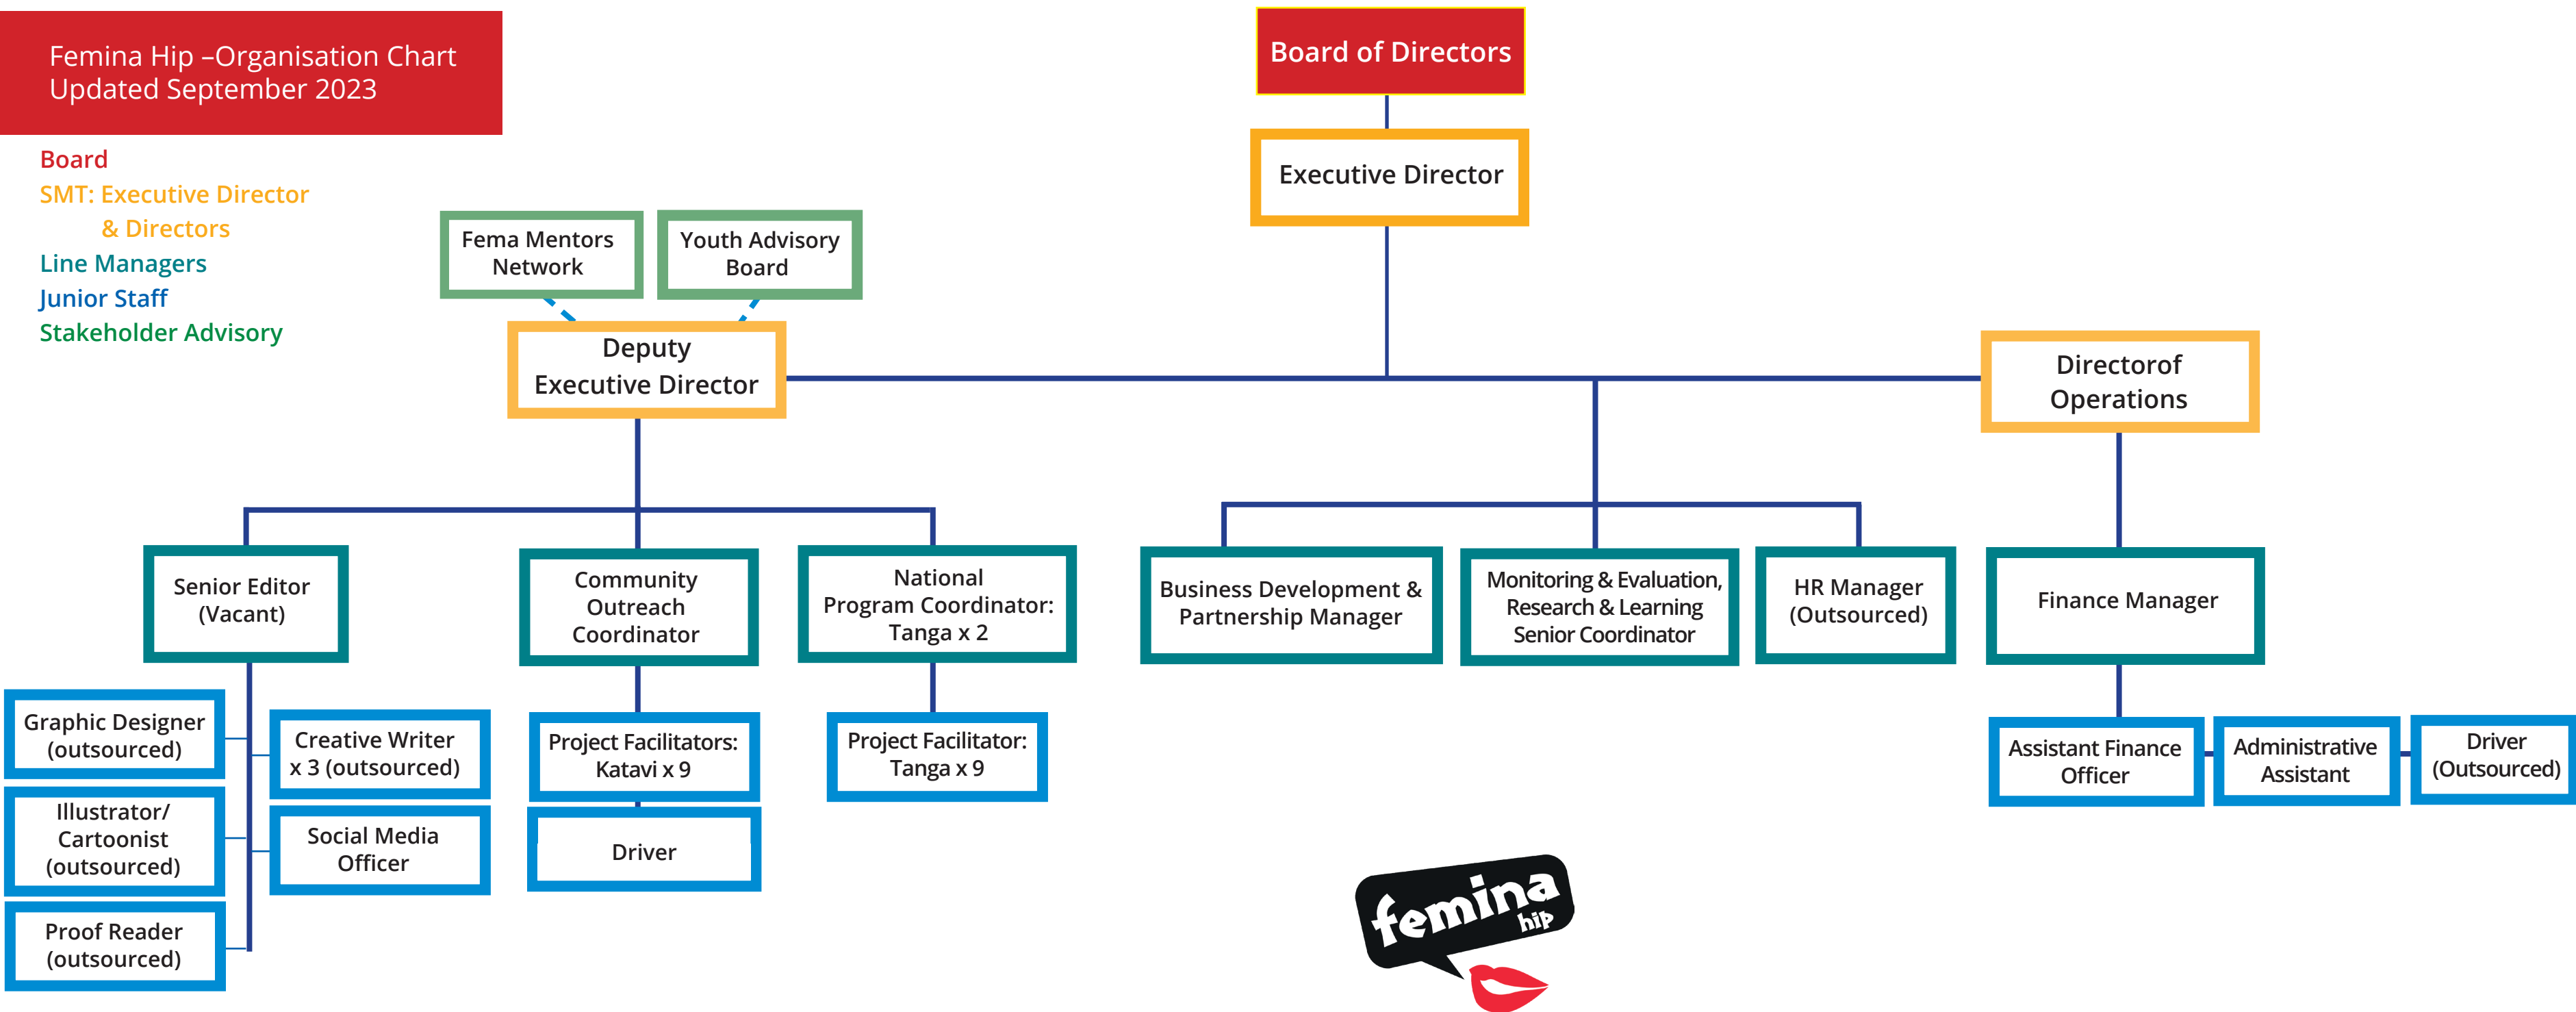 Femina Hip –Organisation Chart
Updated September 2023
Board
SMT: Executive Director
& Directors
Line Managers
Junior Staff
Stakeholder Advisory
Board of Directors
Executive Director
Fema Mentors
Network
Youth Advisory
Board
Deputy
Executive Director
Directorof
Operations
Senior Editor
(Vacant)
Community
Outreach
Coordinator
National
Program Coordinator:
Tanga x 2
Business Development &
Partnership Manager
Monitoring & Evaluation,
Research & Learning
Senior Coordinator
HR Manager
(Outsourced)
Finance Manager
Graphic Designer
(outsourced)
Creative Writer
x 3 (outsourced)
Illustrator/
Cartoonist
(outsourced)
Social Media
Officer
Proof Reader
(outsourced)
Project Facilitators:
Katavi x 9
Driver
Project Facilitator:
Tanga x 9
Assistant Finance
Officer
Administrative
Assistant
Driver
(Outsourced)
femina
hip